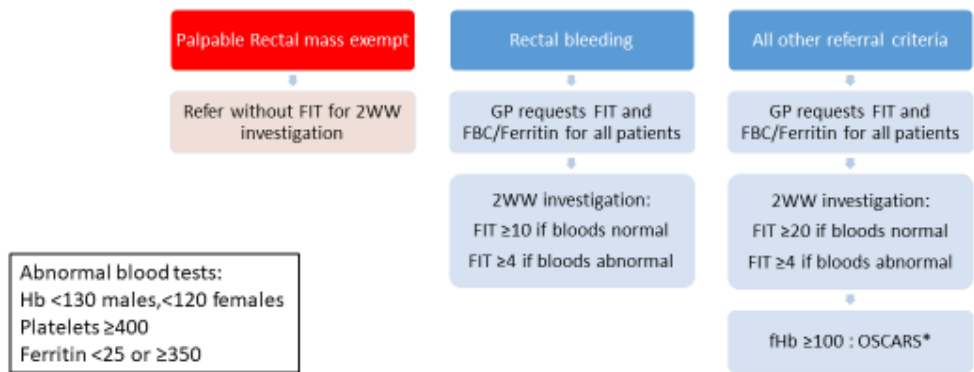 Palpable Rectal mass exempt
Refer without FIT for 2WW
investigation
Rectal bleeding
GP requests FIT and
FBC/Ferritin for all patients
2WW investigation:
FIT ≥10 if bloods normal
FIT ≥4 if bloods abnormal
All other referral criteria
GP requests FIT and
FBC/Ferritin for all patients
2WW investigation:
FIT ≥20 if bloods normal
FIT ≥4 if bloods abnormal
fHb ≥100 : OSCARS*
Abnormal blood tests:
Hb <130 males,<120 females
Platelets ≥400
Ferritin <25 or ≥350